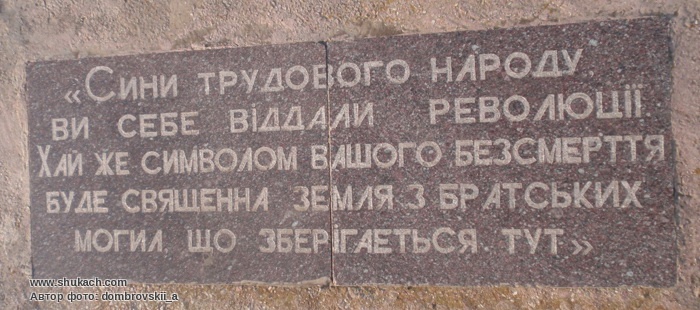 «Сини трудового народу,
ви себе віддали революції.
Хай же символом вашого безсмерття
буде священна земля з братських
могил, що зберігається тут»
www.shukach.com
Автор фото: dombrovskii_a